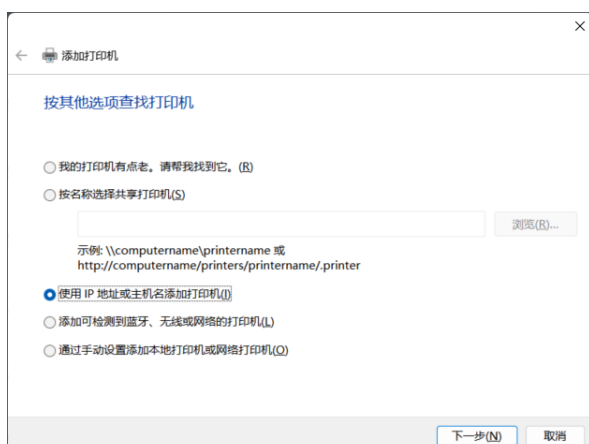 添加打印机
按其他选项查找打印机
我的打印机有点老。请帮我找到它。(R)
按名称选择共享打印机(S)
浏览(R)...
示例: \\computername\printername 或
http://computername/printers/printername/.printer
使用 IP 地址或主机名添加打印机(I)
添加可检测到蓝牙、无线或网络的打印机(L)
通过手动设置添加本地打印机或网络打印机(O)
下一步(N)
取消